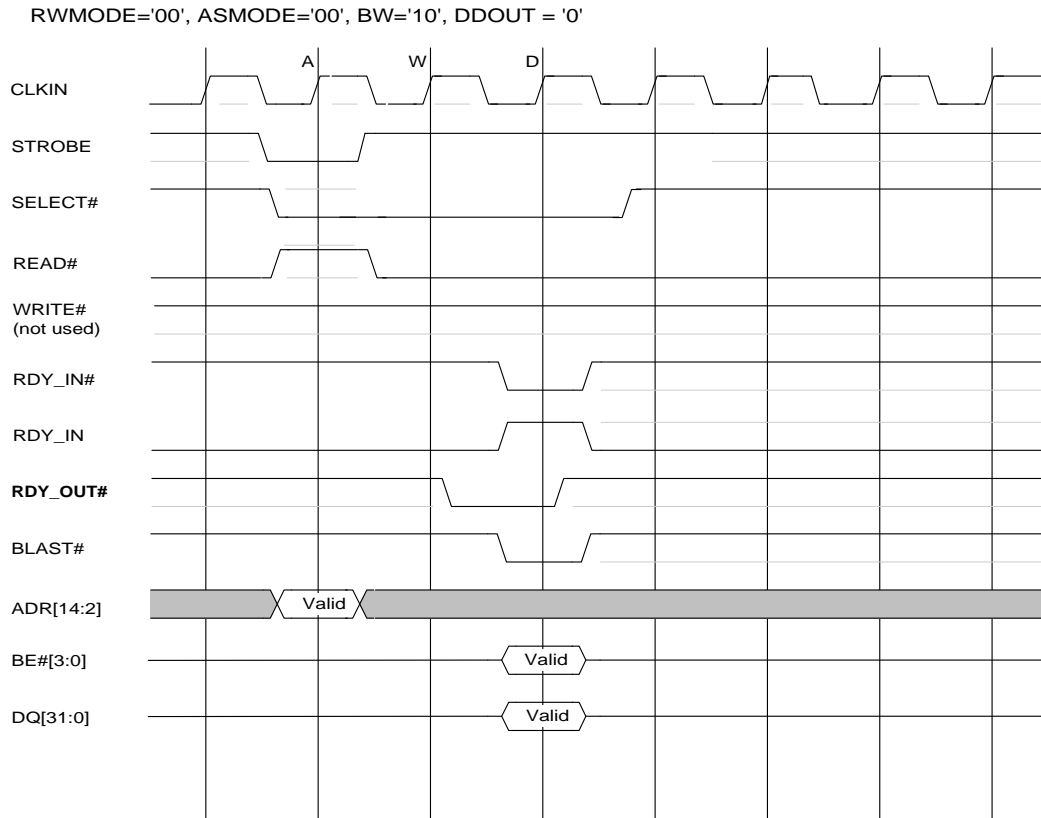 RWMODE='00', ASMODE='00', BW='10', DDOUT = '0'
A W D
CLKIN
STROBE
SELECT#
READ#
WRITE#
(not used)
RDY_IN#
RDY_IN
RDY_OUT#
BLAST#
ADR[14:2] Valid
BE#[3:0] Valid
DQ[31:0] Valid